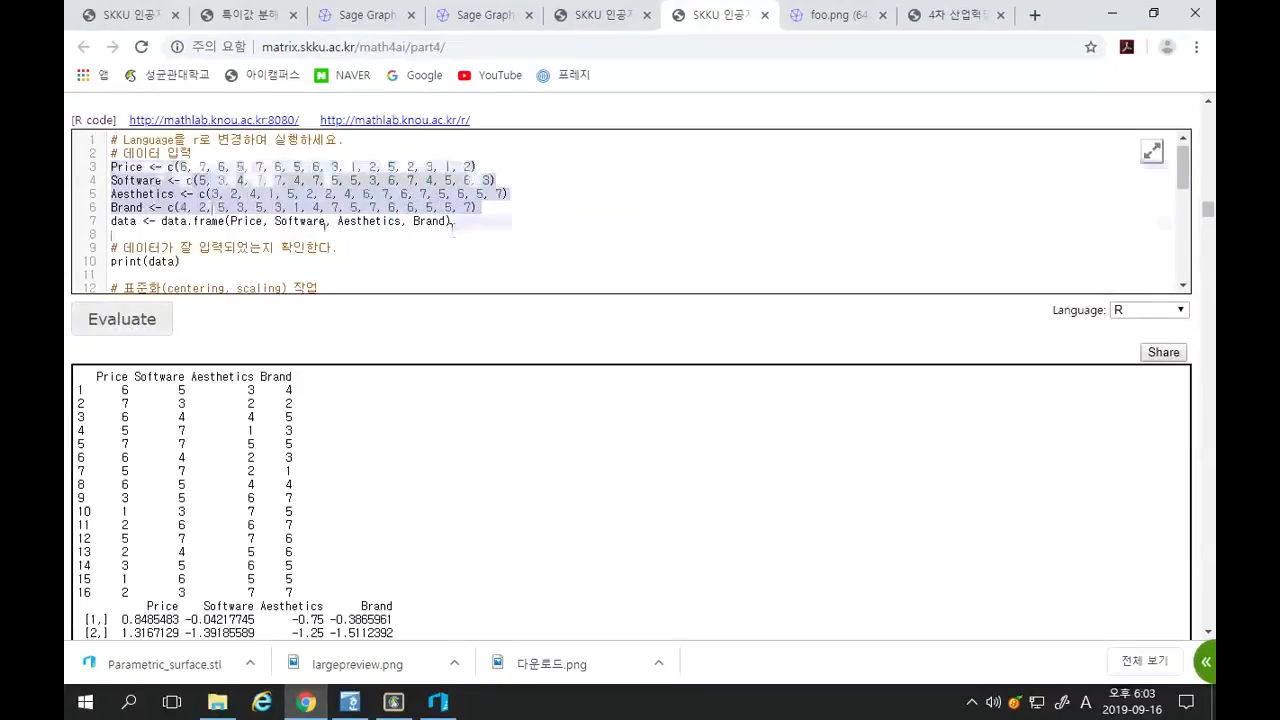 SKKU 인공지
특이값 분해
Sage Graph
Sage Graph
SKKU 인공지
SKKU 인공지
foo.png (64
4차 산업혁
주의 요함 matrix.skku.ac.kr/math4ai/part4/
앱 성균관대학교 아이캠퍼스 NAVER Google YouTube 프레지
[R code] http://mathlab.knou.ac.kr:8080/ http://mathlab.knou.ac.kr/r/
1 # Language를 r로 변경하여 실행하세요.
2 # 데이터 입력
3 Price <- c(6, 7, 6, 5, 7, 6, 5, 6, 3, 1, 2, 5, 2, 3, 1, 2)
4 Software <- c(5, 3, 4, 7, 7, 4, 7, 5, 5, 3, 6, 7, 4, 5, 6, 3)
5 Aesthetics <- c(3, 2, 4, 1, 5, 2, 2, 4, 6, 7, 6, 7, 5, 6, 5, 7)
6 Brand <- c(4, 2, 5, 3, 5, 3, 1, 4, 7, 5, 7, 6, 6, 5, 5, 7)
7 data <- data.frame(Price, Software, Aesthetics, Brand)
8
9 # 데이터가 잘 입력되었는지 확인한다.
10 print(data)
11
12 # 표준화(centering, scaling) 작업
Evaluate
Language: R
Share
Price Software Aesthetics Brand
1 6 5 3 4
2 7 3 2 2
3 6 4 4 5
4 5 7 1 3
5 7 7 5 5
6 6 4 2 3
7 5 7 2 1
8 6 5 4 4
9 3 5 6 7
10 1 3 7 5
11 2 6 6 7
12 5 7 7 6
13 2 4 5 6
14 3 5 6 5
15 1 6 5 5
16 2 3 7 7
Price Software Aesthetics Brand
[1,] 0.8485483 -0.04217745 -0.75 -0.3865961
[2,] 1.3167129 -1.39185589 -1.25 -1.5112392
Parametric_surface.stl
largepreview.png
다운로드.png
전체 보기
A
오후 6:03
2019-09-16